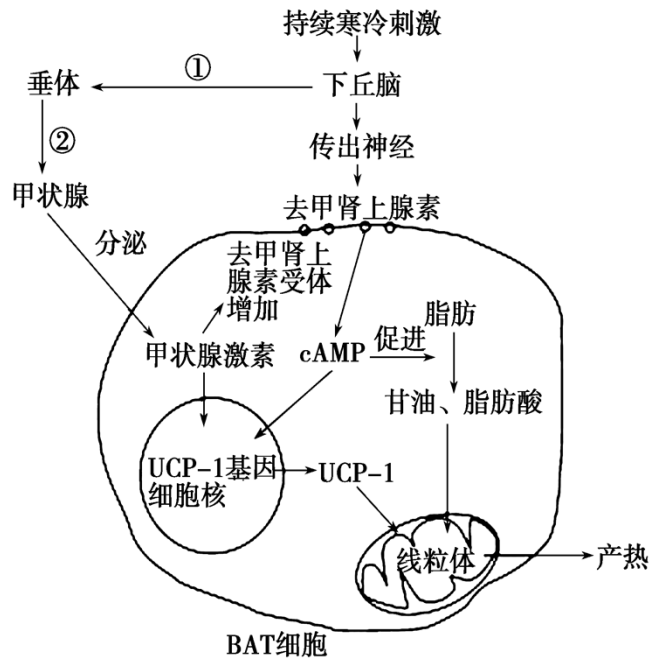 持续寒冷刺激
垂体
①
下丘脑
②
传出神经
甲状腺
去甲肾上腺素
分泌
去甲肾上
腺素受体
增加
脂肪
甲状腺激素
cAMP
促进
甘油、脂肪酸
UCP-1基因
细胞核
UCP-1
线粒体
产热
BAT细胞